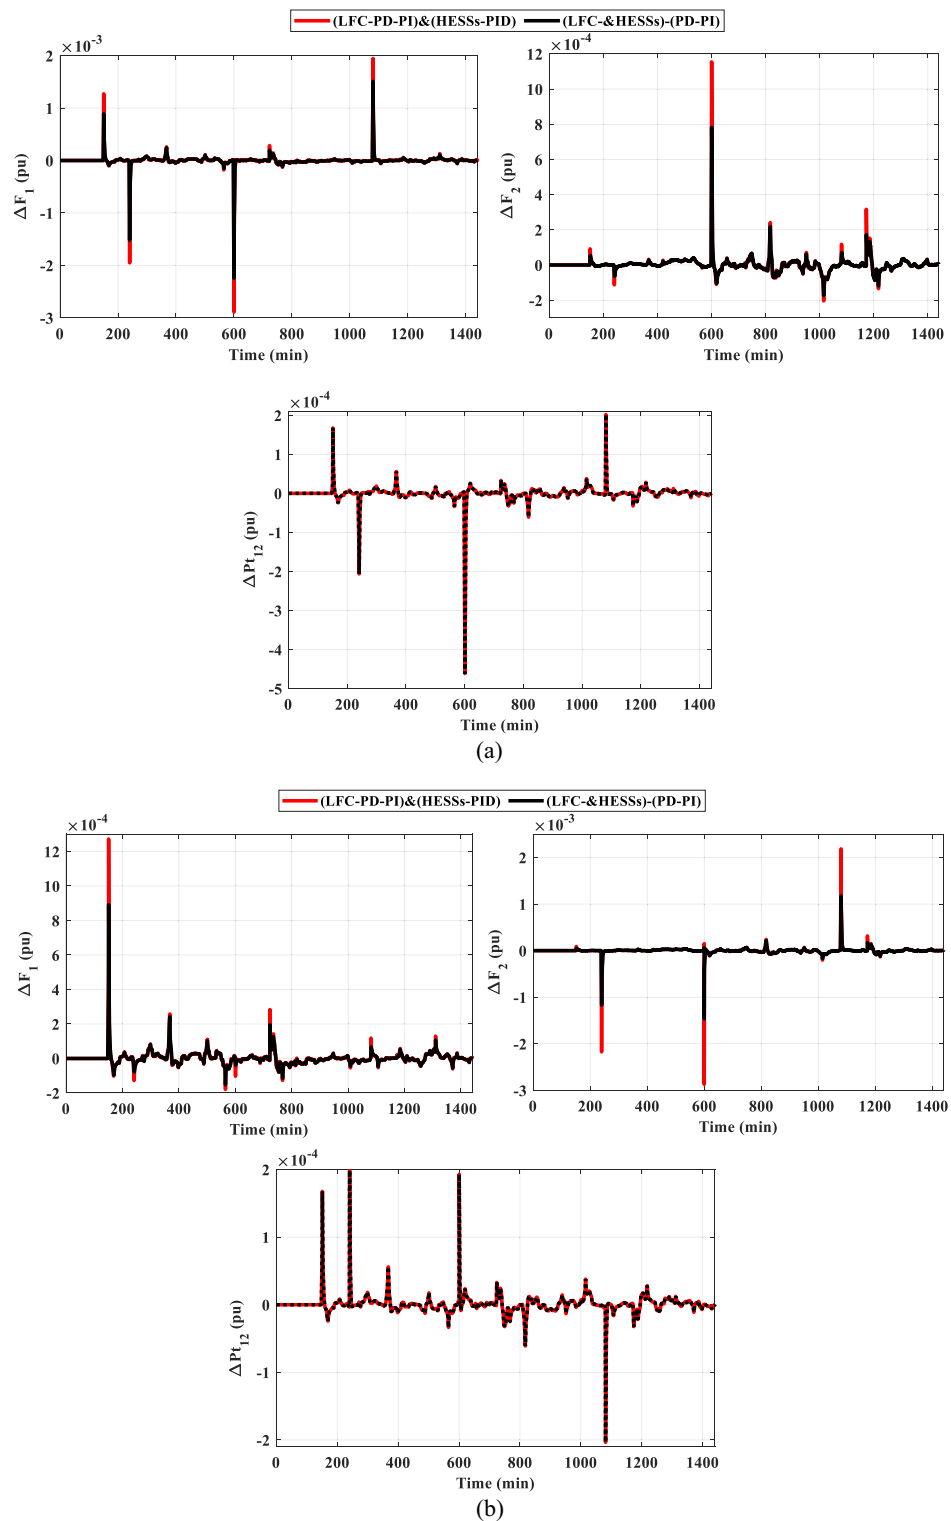 (LFC-PD-PI)&(HESSs-PID) (LFC-&HESSs)-(PD-PI)
×10-3
2
1
0
-1
-2
-3
ΔF1 (pu)
0 200 400 600 800 1000 1200 1400
Time (min)
×10-4
12
10
8
6
4
2
0
-2
ΔF2 (pu)
0 200 400 600 800 1000 1200 1400
Time (min)
×10-4
2
1
0
-1
-2
-3
-4
-5
ΔPt12 (pu)
0 200 400 600 800 1000 1200 1400
Time (min)
(a)
(LFC-PD-PI)&(HESSs-PID) (LFC-&HESSs)-(PD-PI)
×10-4
12
10
8
6
4
2
0
-2
ΔF1 (pu)
0 200 400 600 800 1000 1200 1400
Time (min)
×10-3
2
1
0
-1
-2
-3
ΔF2 (pu)
0 200 400 600 800 1000 1200 1400
Time (min)
×10-4
2
1
0
-1
-2
ΔPt12 (pu)
0 200 400 600 800 1000 1200 1400
Time (min)
(b)